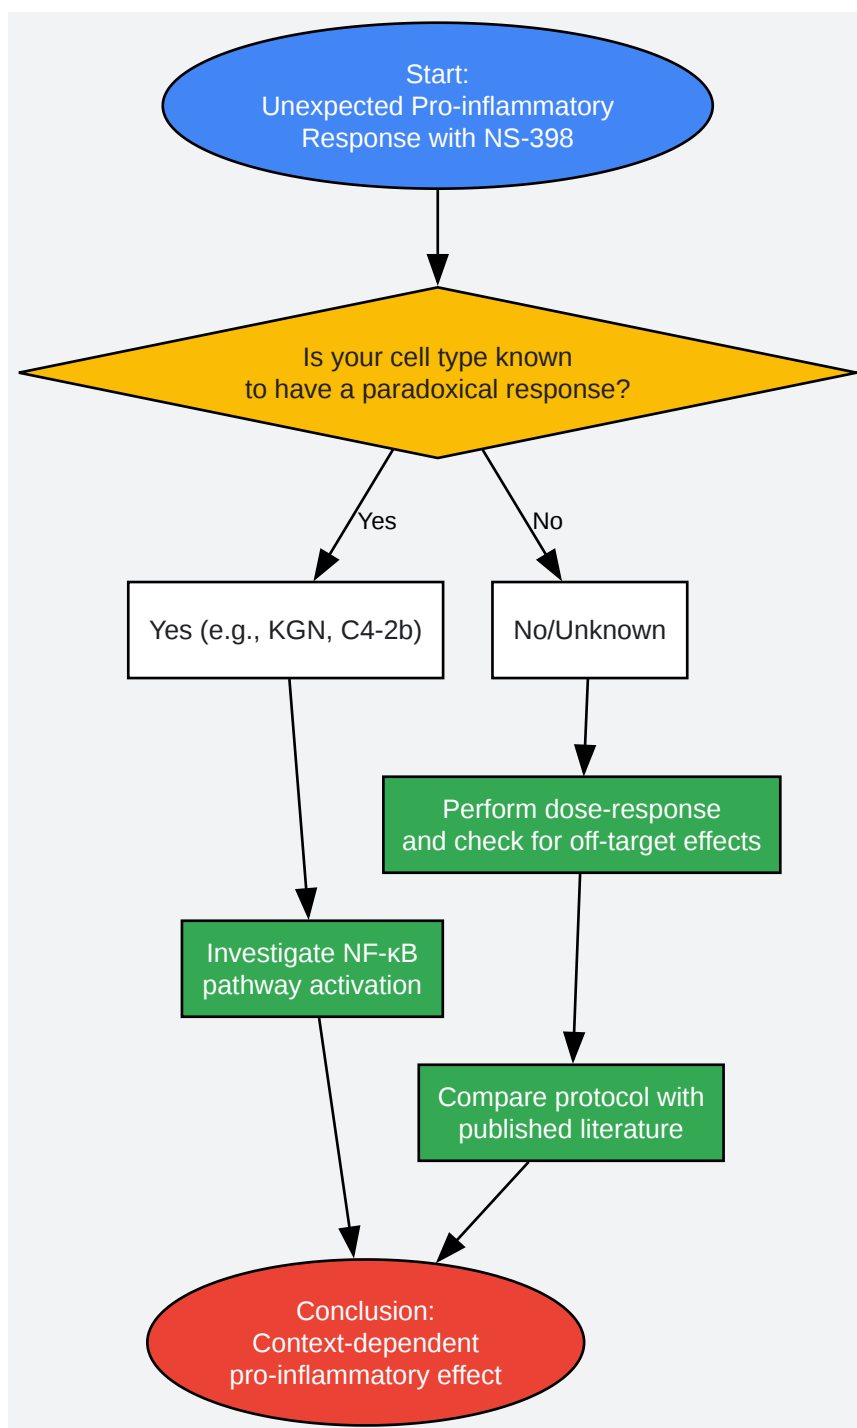 Start:
Unexpected Pro-inflammatory
Response with NS-398
Is your cell type known
to have a paradoxical response?
Yes
No
Yes (e.g., KGN, C4-2b)
No/Unknown
Perform dose-response
and check for off-target effects
Investigate NF-κB
pathway activation
Compare protocol with
published literature
Conclusion:
Context-dependent
pro-inflammatory effect